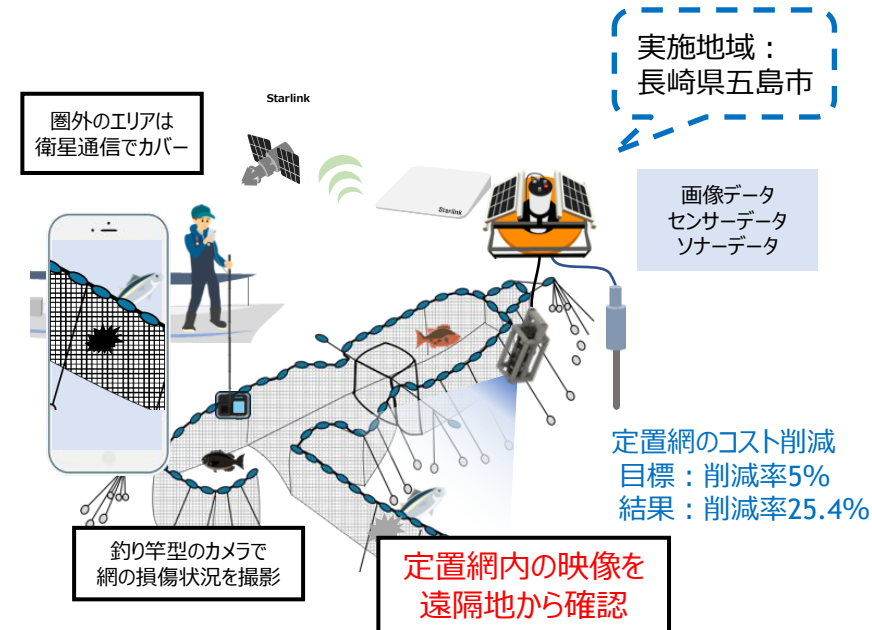 実施地域：
長崎県五島市
Starlink
圏外のエリアは
衛星通信でカバー
Starlink
画像データ
センサーデータ
ソナーデータ
定置網のコスト削減
目標：削減率5%
結果：削減率25.4%
釣り竿型のカメラで
網の損傷状況を撮影
定置網内の映像を
遠隔地から確認